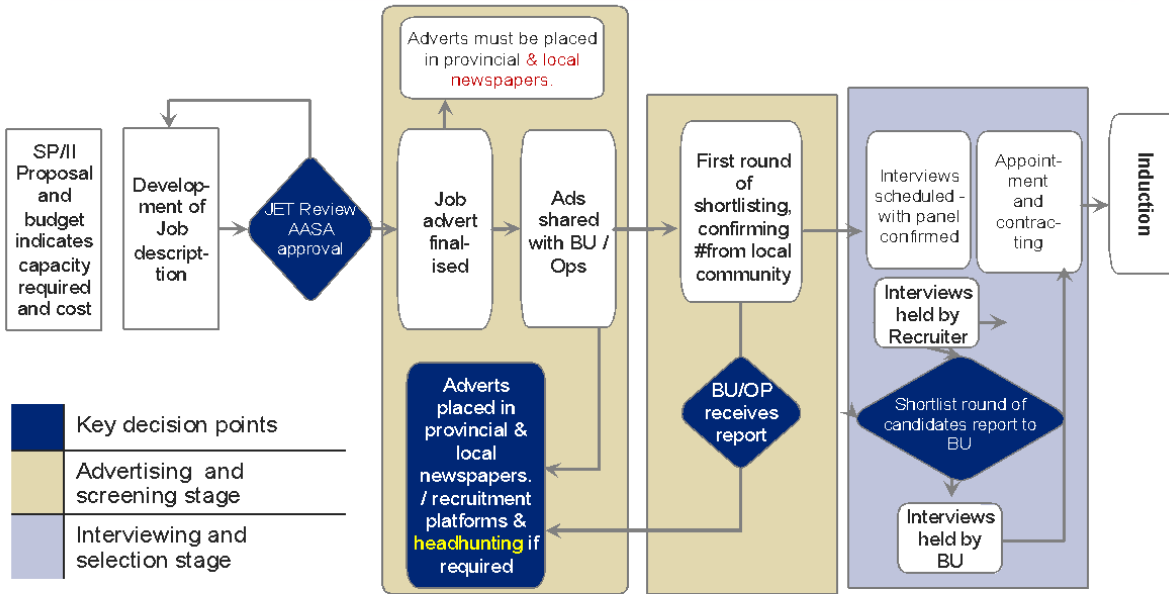 Adverts must be placed
in provincial & local
newspapers.
SP/II
Proposal
and
budget
indicates
capacity
required
and cost
Develop-
ment of
Job
descript-
tion
JET Review
AASA
approval
Job
advert
final-
ised
Ads
shared
with BU /
Ops
First round
of
shortlisting,
confirming
#from local
community
Interviews
scheduled -
with panel
confirmed
Appoint-
ment
and
contrac-
ting
Induction
Interviews
held by
Recruiter
Adverts
placed in
provincial &
local
newspapers.
/ recruitment
platforms &
headhunting if
required
BU/OP
receives
report
Shortlist round of
candidates report to
BU
Interviews
held by
BU
Key decision points
Advertising and
screening stage
Interviewing and
selection stage